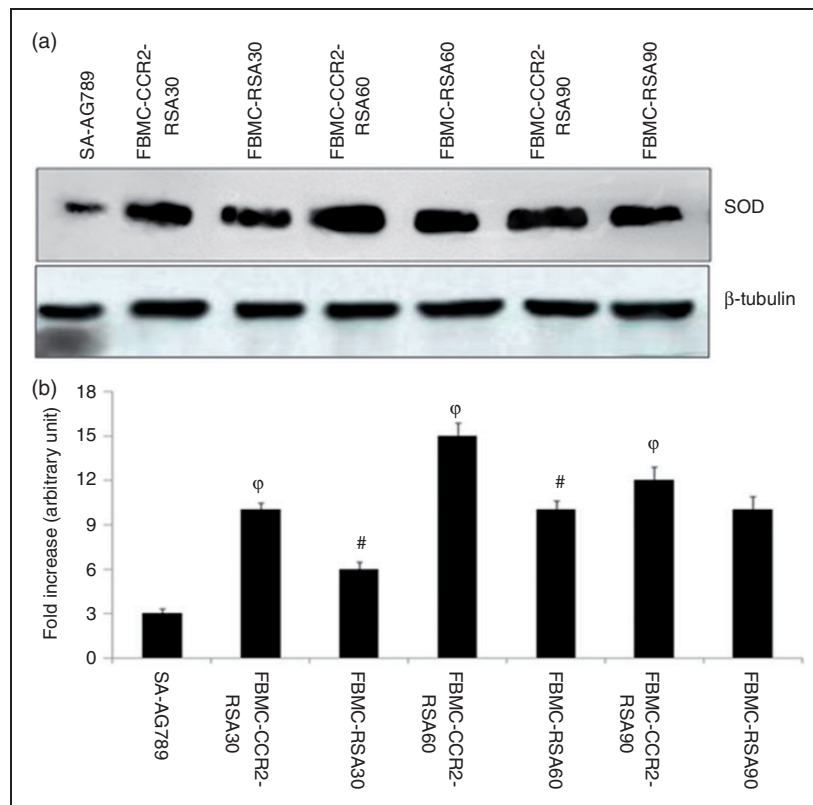 (a)
SA-AG789
FBMC-CCR2-
RSA30
FBMC-RSA30
FBMC-CCR2-
RSA60
FBMC-RSA60
FBMC-CCR2-
RSA90
FBMC-RSA90
SOD
β-tubulin
(b)
Fold increase (arbitrary unit)
18
15
12
9
6
3
0
φ
#
φ
#
φ
SA-AG789
FBMC-CCR2-
RSA30
FBMC-RSA30
FBMC-CCR2-
RSA60
FBMC-RSA60
FBMC-CCR2-
RSA90
FBMC-RSA90